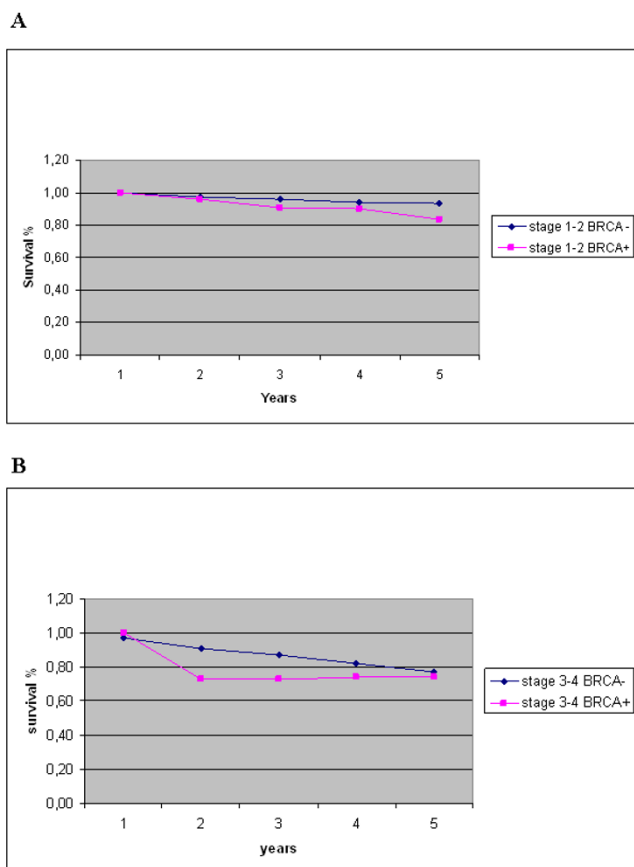 A
1,20
1,00
0,80
0,60
0,40
0,20
0,00
Survival %
1 2 3 4 5
Years
stage 1-2 BRCA-
stage 1-2 BRCA+
B
1,20
1,00
0,80
0,60
0,40
0,20
0,00
survival %
1 2 3 4 5
years
stage 3-4 BRCA-
stage 3-4 BRCA+